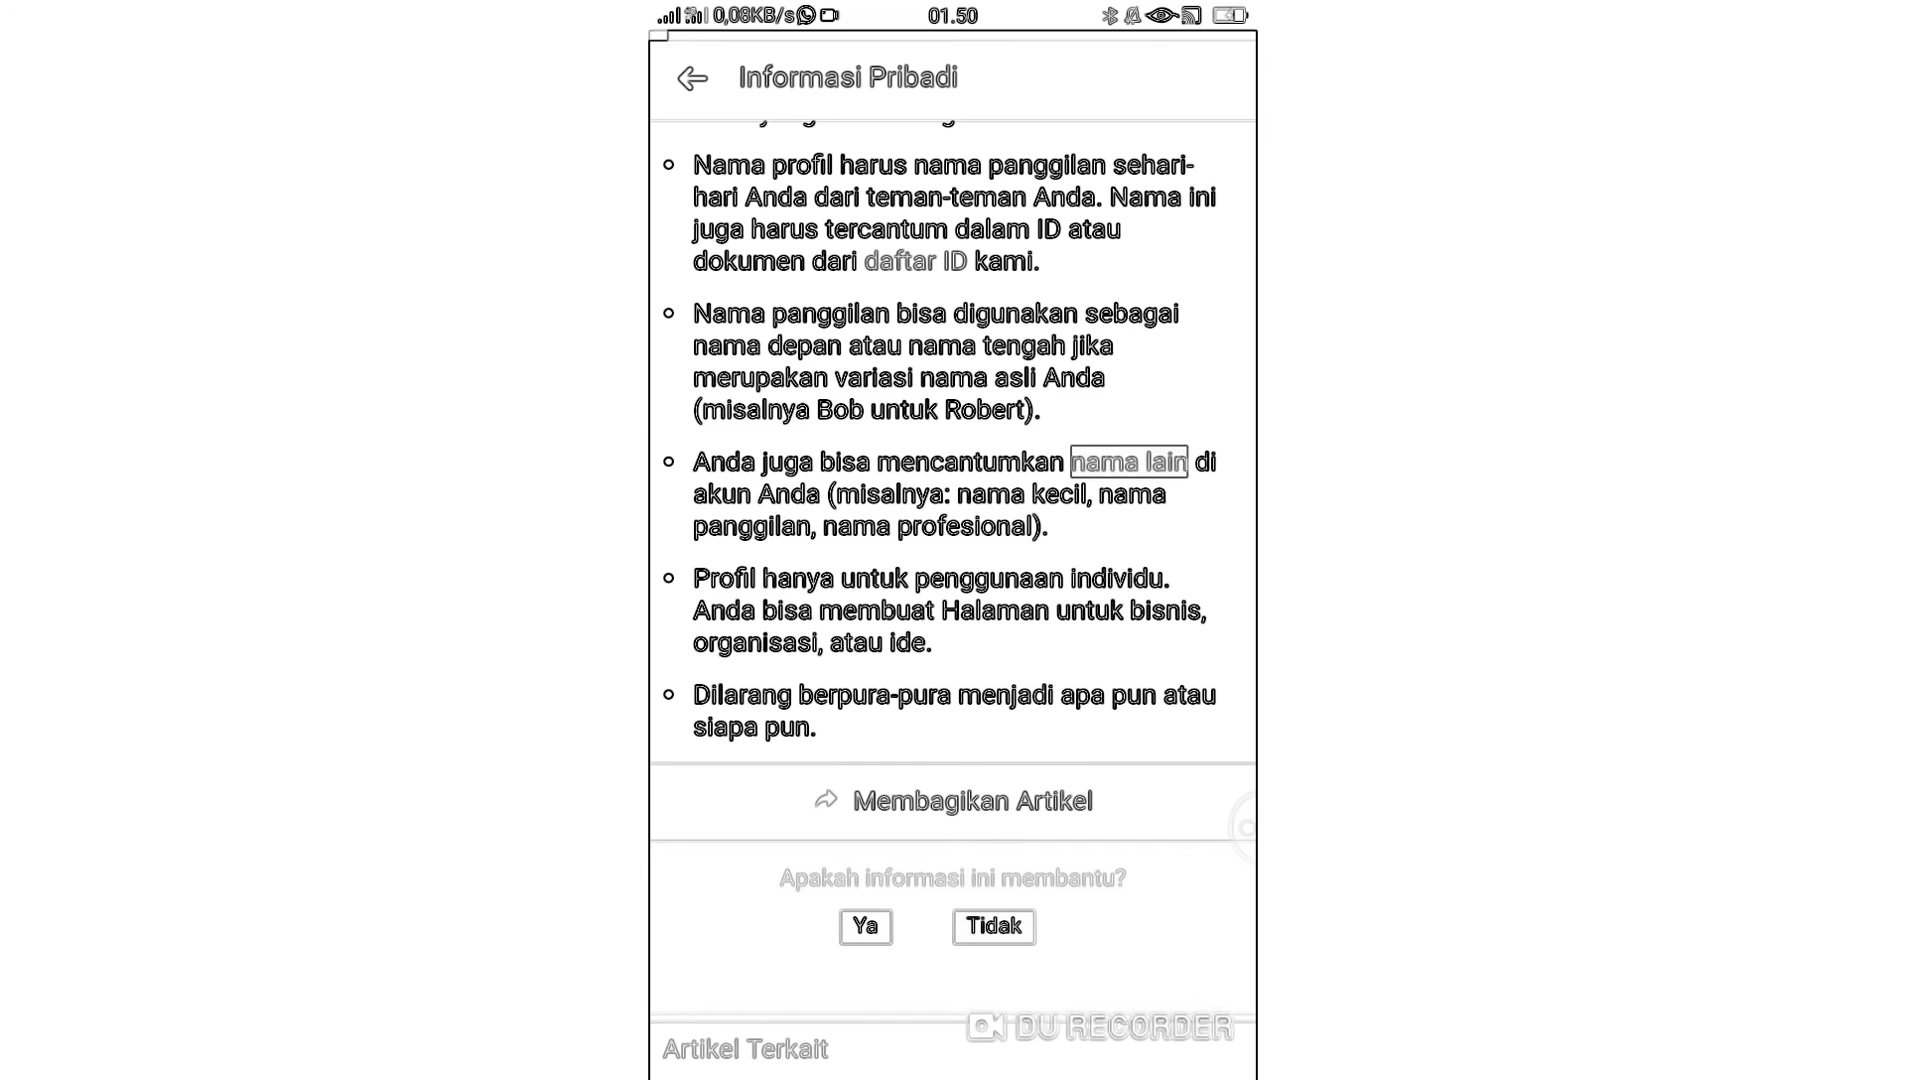 0,08KB/s
01.50
Informasi Pribadi
Nama profil harus nama panggilan sehari-
hari Anda dari teman-teman Anda. Nama ini
juga harus tercantum dalam ID atau
dokumen dari daftar ID kami.
Nama panggilan bisa digunakan sebagai
nama depan atau nama tengah jika
merupakan variasi nama asli Anda
(misalnya Bob untuk Robert).
Anda juga bisa mencantumkan nama lain di
akun Anda (misalnya: nama kecil, nama
panggilan, nama profesional).
Profil hanya untuk penggunaan individu.
Anda bisa membuat Halaman untuk bisnis,
organisasi, atau ide.
Dilarang berpura-pura menjadi apa pun atau
siapa pun.
Membagikan Artikel
Apakah informasi ini membantu?
Ya Tidak
DU RECORDER
Artikel Terkait